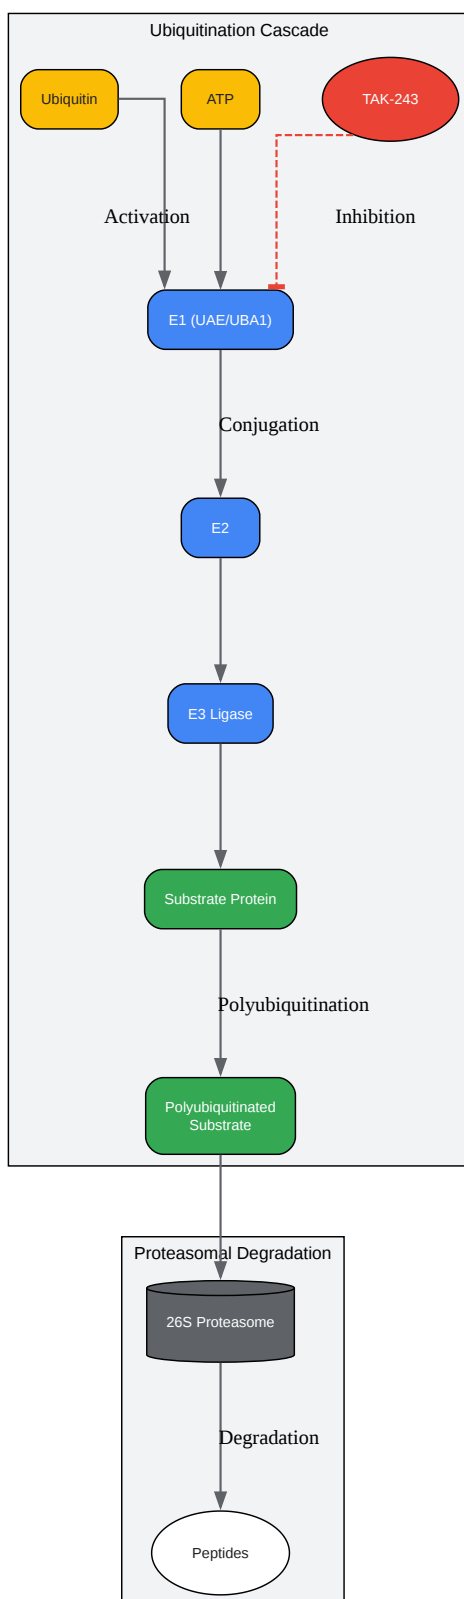 Ubiquitination Cascade
Ubiquitin
ATP
TAK-243
Activation
Inhibition
E1 (UAE/UBA1)
Conjugation
E2
E3 Ligase
Substrate Protein
Polyubiquitination
Polyubiquitinated
Substrate
Proteasomal Degradation
26S Proteasome
Degradation
Peptides